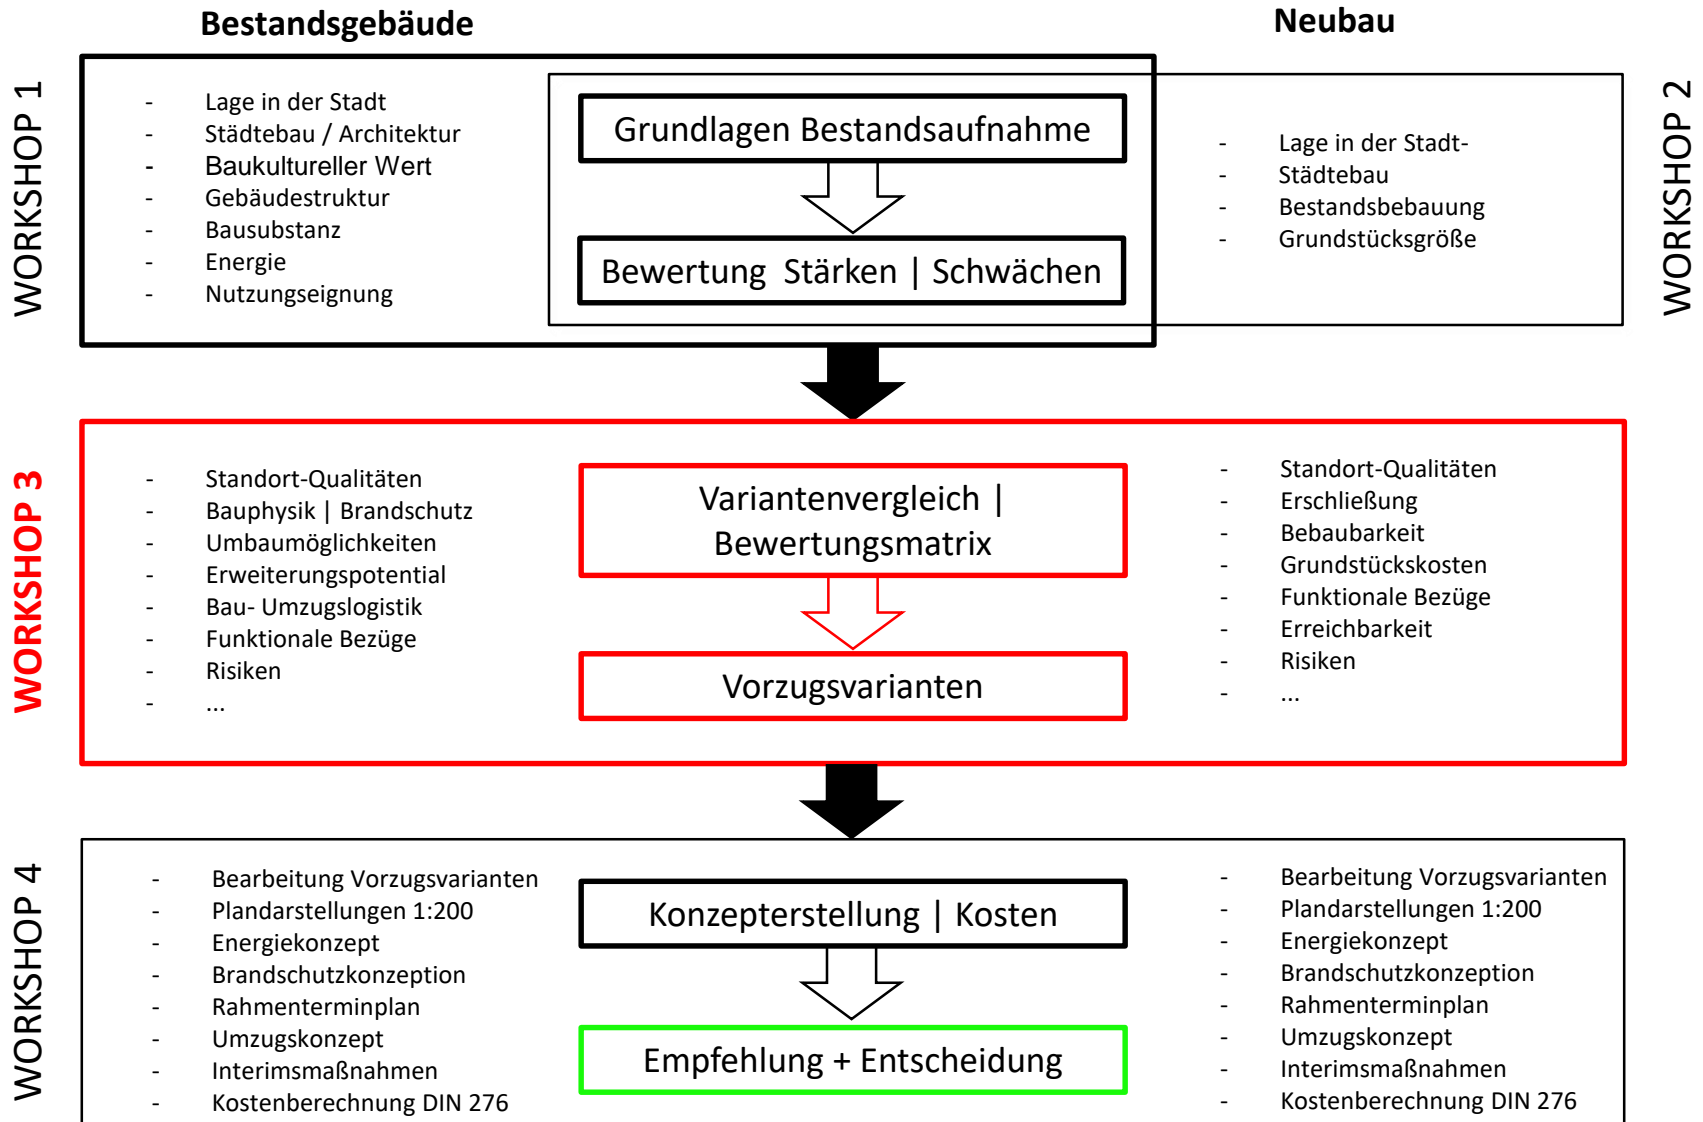 Bestandsgebäude
Neubau
WORKSHOP 1
- Lage in der Stadt
- Städtebau / Architektur
- Baukultureller Wert
- Gebäudestruktur
- Bausubstanz
- Energie
- Nutzungseignung
Grundlagen Bestandsaufnahme
Bewertung Stärken | Schwächen
- Lage in der Stadt-
- Städtebau
- Bestandsbebauung
- Grundstücksgröße
WORKSHOP 2
WORKSHOP 3
- Standort-Qualitäten
- Bauphysik | Brandschutz
- Umbaumöglichkeiten
- Erweiterungspotential
- Bau- Umzugslogistik
- Funktionale Bezüge
- Risiken
- ...
Variantenvergleich |
Bewertungsmatrix
Vorzugsvarianten
- Standort-Qualitäten
- Erschließung
- Bebaubarkeit
- Grundstückskosten
- Funktionale Bezüge
- Erreichbarkeit
- Risiken
- ...
WORKSHOP 4
- Bearbeitung Vorzugsvarianten
- Plandarstellungen 1:200
- Energiekonzept
- Brandschutzkonzeption
- Rahmenterminplan
- Umzugskonzept
- Interimsmaßnahmen
- Kostenberechnung DIN 276
Konzepterstellung | Kosten
Empfehlung + Entscheidung
- Bearbeitung Vorzugsvarianten
- Plandarstellungen 1:200
- Energiekonzept
- Brandschutzkonzeption
- Rahmenterminplan
- Umzugskonzept
- Interimsmaßnahmen
- Kostenberechnung DIN 276